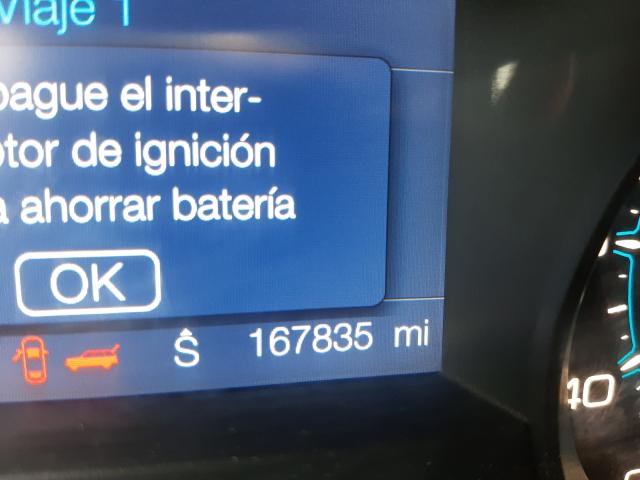 Viaje 1
pague el inter-
ptor de ignición
a ahorrar batería
OK
S 167835 mi
40